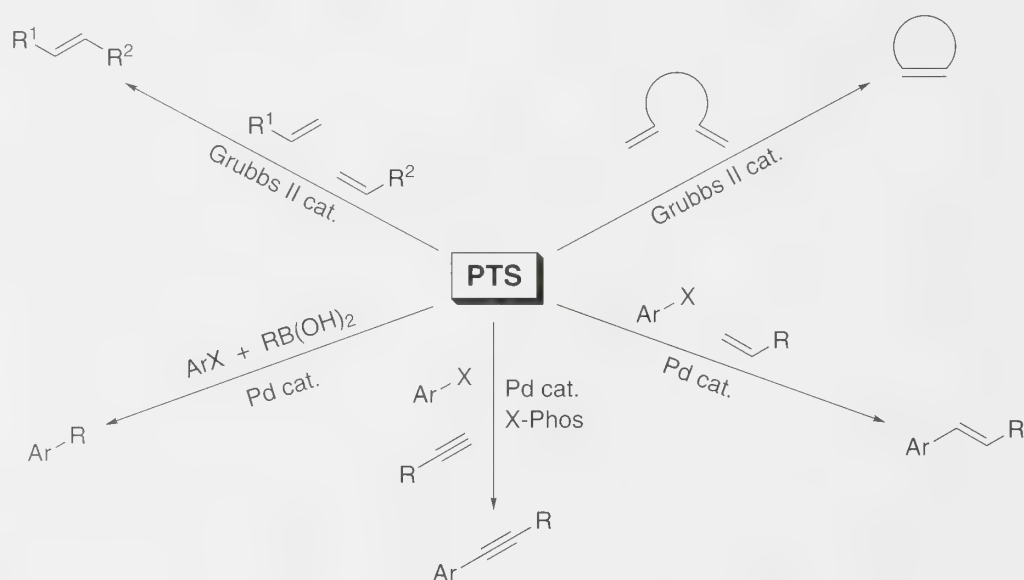 R¹
R²
R¹
R²
Grubbs II cat.
Grubbs II cat.
PTS
ArX + RB(OH)₂
Pd cat.
Ar
R
Ar
X
R
Pd cat.
X-Phos
Ar
R
Ar
X
R
Pd cat.
Ar
R